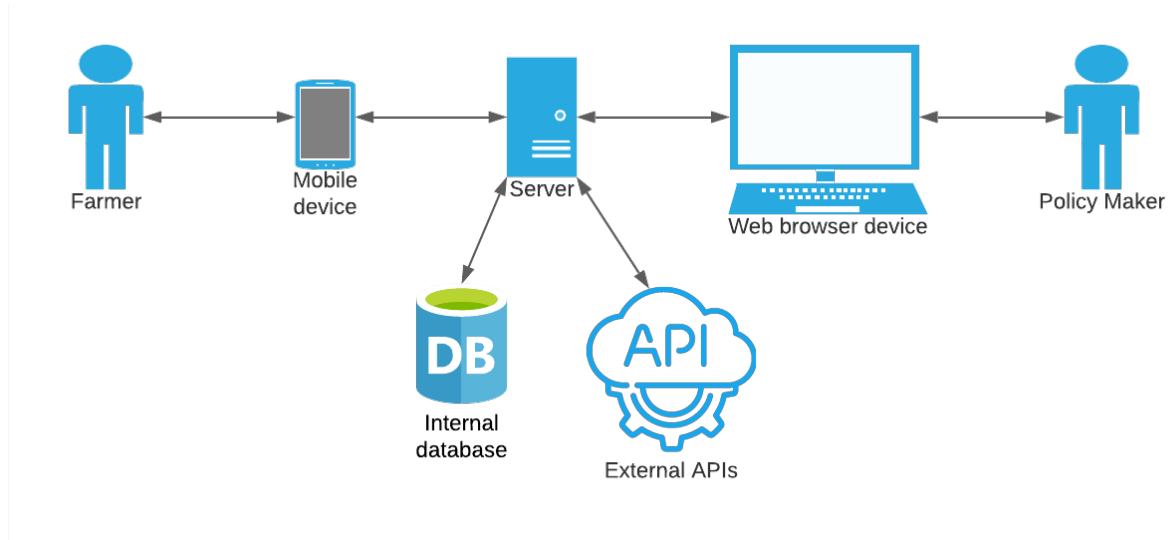 Farmer
Mobile
device
Server
Web browser device
Policy Maker
DB
API
Internal
database
External APIs